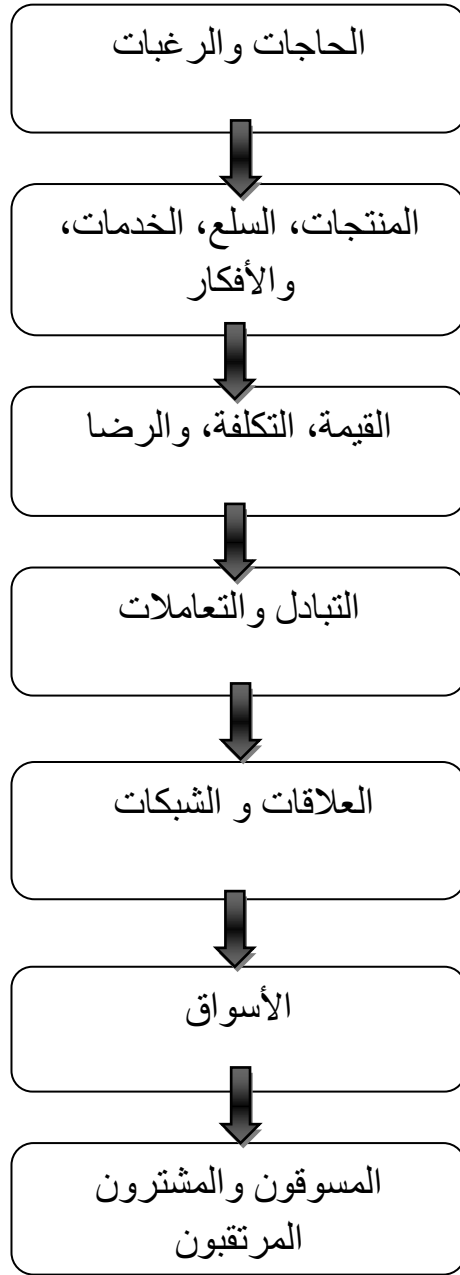 الحاجات والرغبات
المنتجات، السلع، الخدمات،
والأفكار
القيمة، التكلفة، والرضا
التبادل والتعاملات
العلاقات و الشبكات
الأسواق
المسوقون والمشترون
المرتقبون